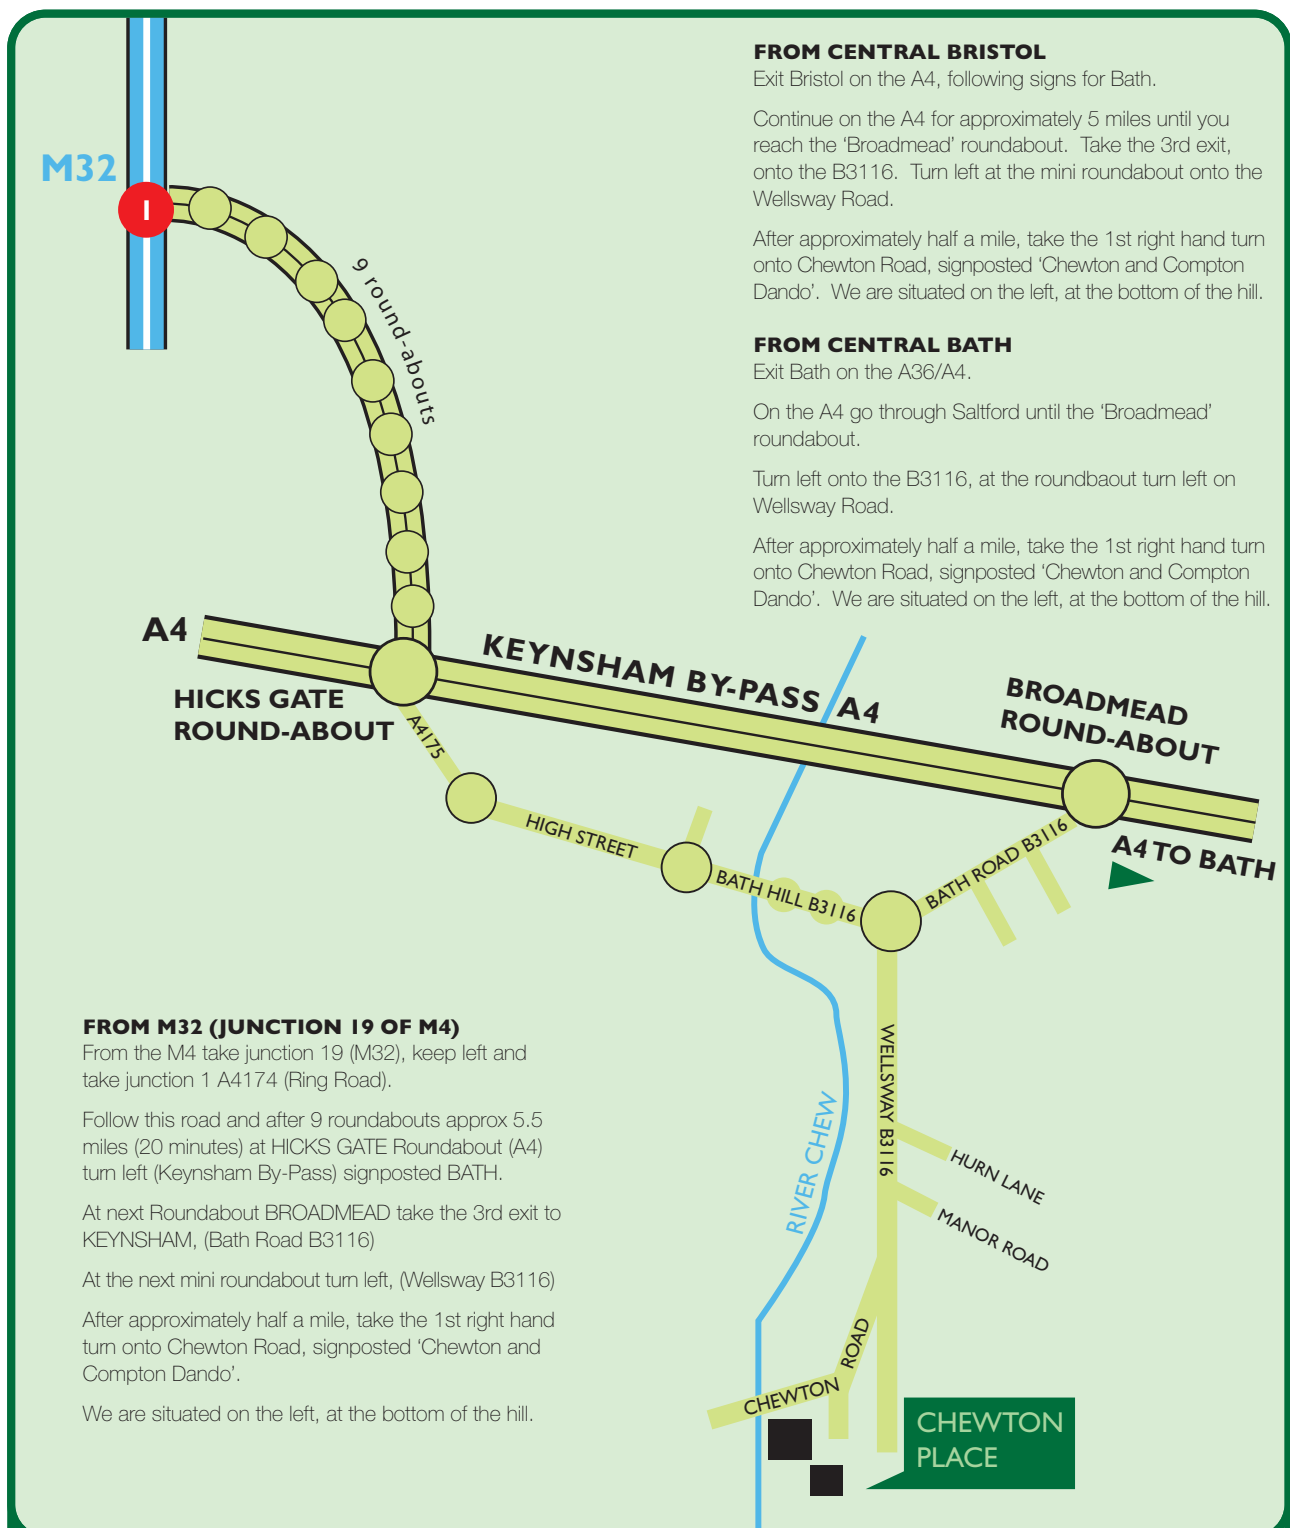 FROM CENTRAL BRISTOL
Exit Bristol on the A4, following signs for Bath.
Continue on the A4 for approximately 5 miles until you
reach the ‘Broadmead’ roundabout.  Take the 3rd exit,
onto the B3116.  Turn left at the mini roundabout onto the
Wellsway Road.
After approximately half a mile, take the 1st right hand turn
onto Chewton Road, signposted ‘Chewton and Compton
Dando’.  We are situated on the left, at the bottom of the hill.
FROM CENTRAL BATH
Exit Bath on the A36/A4.
On the A4 go through Saltford until the ‘Broadmead’
roundabout.
Turn left onto the B3116, at the roundbaout turn left on
Wellsway Road.
After approximately half a mile, take the 1st right hand turn
onto Chewton Road, signposted ‘Chewton and Compton
Dando’.  We are situated on the left, at the bottom of the hill.
M32
1
9 round-abouts
A4
KEYNSHAM BY-PASS A4
HICKS GATE
ROUND-ABOUT
BROADMEAD
ROUND-ABOUT
A4175
HIGH STREET
BATH HILL B3116
BATH ROAD B3116
A4 TO BATH
FROM M32 (JUNCTION 19 OF M4)
From the M4 take junction 19 (M32), keep left and
take junction 1 A4174 (Ring Road).
Follow this road and after 9 roundabouts approx 5.5
miles (20 minutes) at HICKS GATE Roundabout (A4)
turn left (Keynsham By-Pass) signposted BATH.
At next Roundabout BROADMEAD take the 3rd exit to
KEYNSHAM, (Bath Road B3116)
At the next mini roundabout turn left, (Wellsway B3116)
After approximately half a mile, take the 1st right hand
turn onto Chewton Road, signposted ‘Chewton and
Compton Dando’.
We are situated on the left, at the bottom of the hill.
WELLSWAY B3116
RIVER CHEW
HURN LANE
MANOR ROAD
CHEWTON ROAD
CHEWTON
PLACE